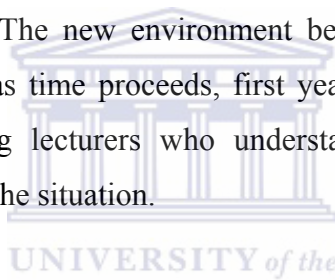 The new environment be
as time proceeds, first yea
g lecturers who understa
the situation.
UNIVERSITY of the